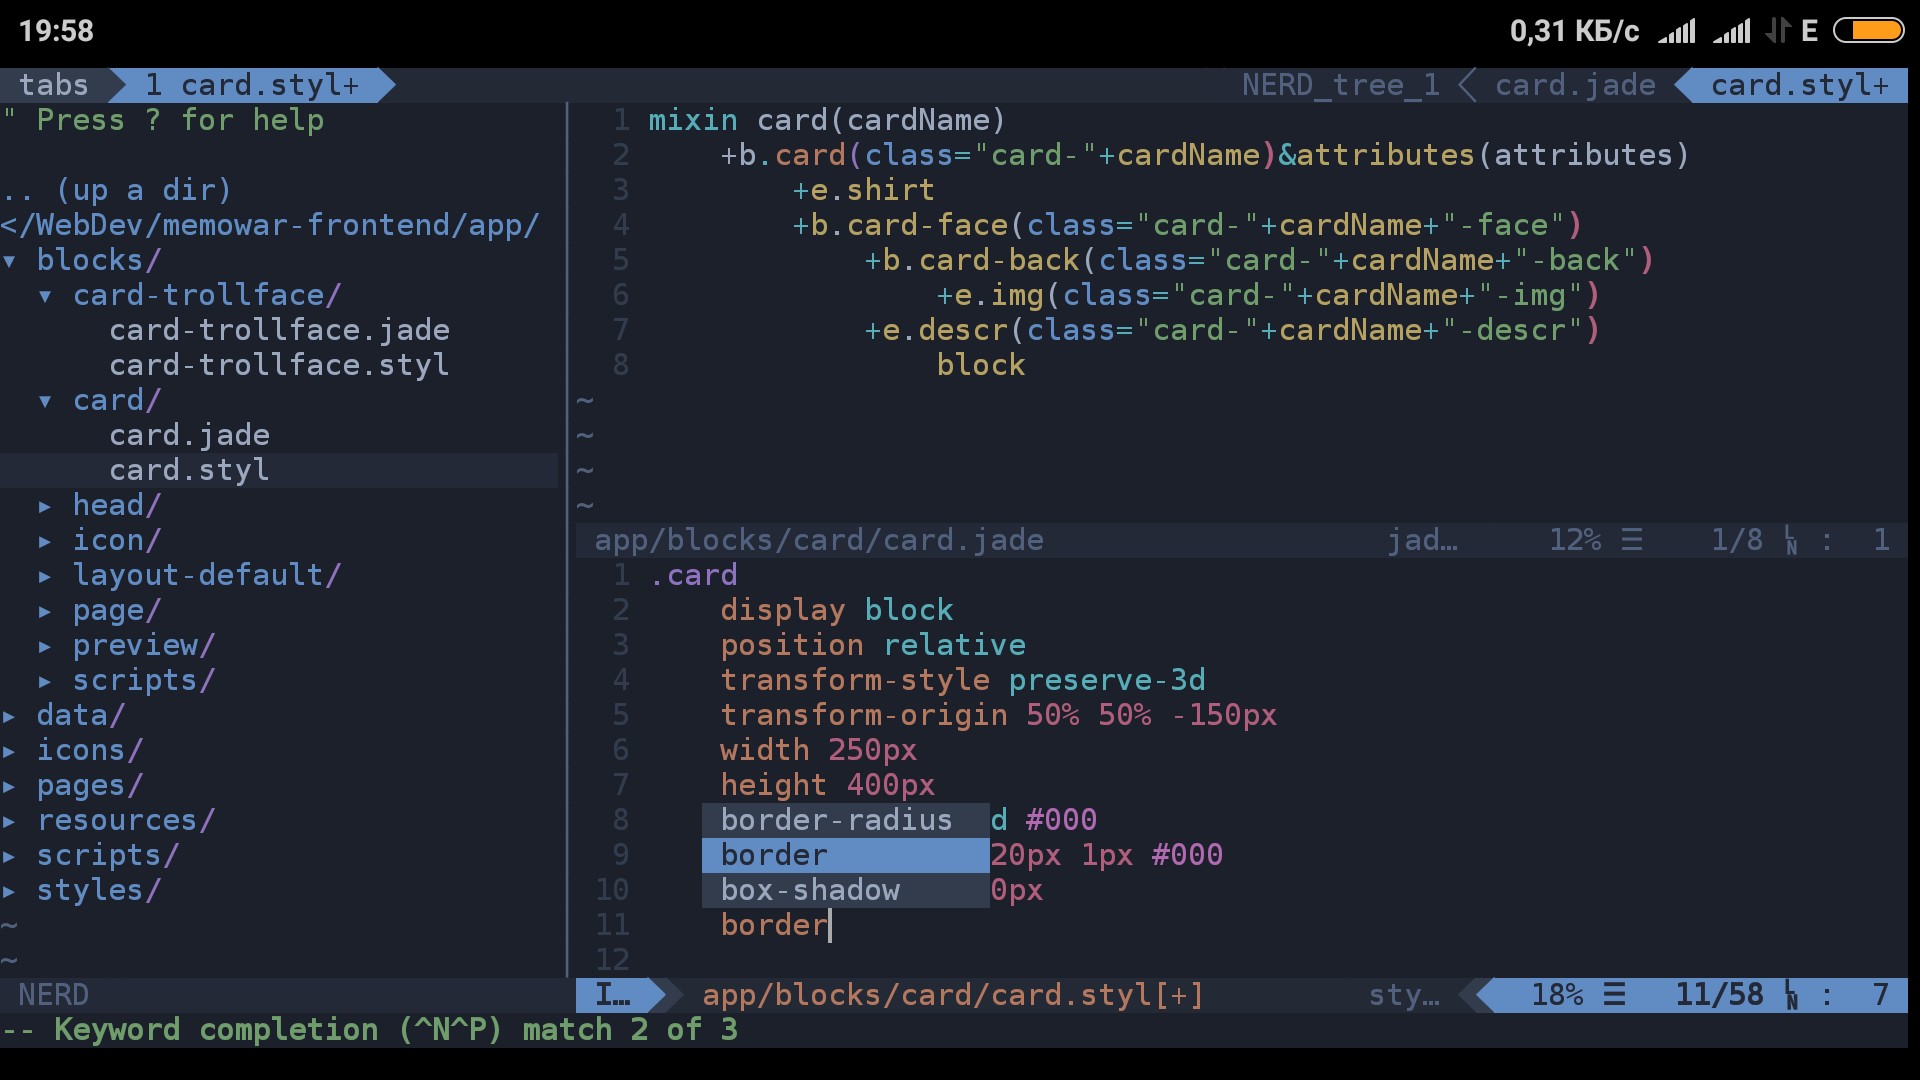 19:58 0,31 КБ/с E
tabs 1 card.styl+ NERD_tree_1 card.jade card.styl+
" Press ? for help
.. (up a dir)
</WebDev/memowar-frontend/app/
▾ blocks/
▾ card-trollface/
card-trollface.jade
card-trollface.styl
▾ card/
card.jade
card.styl
▸ head/
▸ icon/
▸ layout-default/
▸ page/
▸ preview/
▸ scripts/
▸ data/
▸ icons/
▸ pages/
▸ resources/
▸ scripts/
▸ styles/
~
~
NERD
1 mixin card(cardName)
2 +b.card(class="card-"+cardName)&attributes(attributes)
3 +e.shirt
4 +b.card-face(class="card-"+cardName+"-face")
5 +b.card-back(class="card-"+cardName+"-back")
6 +e.img(class="card-"+cardName+"-img")
7 +e.descr(class="card-"+cardName+"-descr")
8 block
~
~
~
~
app/blocks/card/card.jade jad… 12% ☰ 1/8 LN : 1
1 .card
2 display block
3 position relative
4 transform-style preserve-3d
5 transform-origin 50% 50% -150px
6 width 250px
7 height 400px
8 border-radius d #000
9 border 20px 1px #000
10 box-shadow 0px
11 border
12
I… app/blocks/card/card.styl[+] sty… 18% ☰ 11/58 LN : 7
-- Keyword completion (^N^P) match 2 of 3